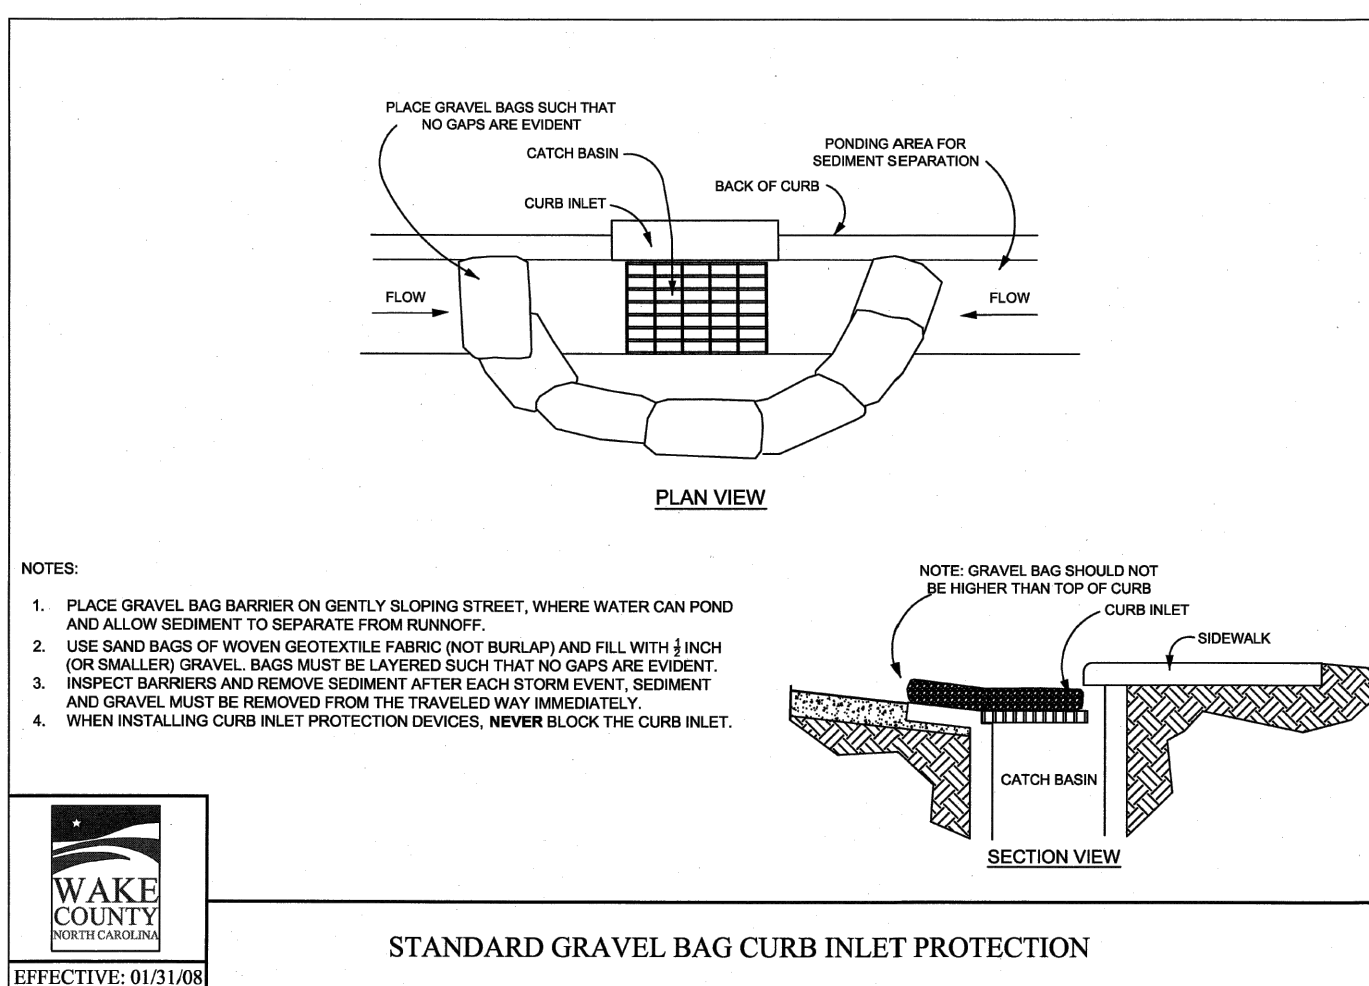 PLACE GRAVEL BAGS SUCH THAT
NO GAPS ARE EVIDENT
CATCH BASIN
CURB INLET
BACK OF CURB
PONDING AREA FOR
SEDIMENT SEPARATION
FLOW
FLOW
PLAN VIEW
NOTES:
1. PLACE GRAVEL BAG BARRIER ON GENTLY SLOPING STREET, WHERE WATER CAN POND
AND ALLOW SEDIMENT TO SEPARATE FROM RUNNOFF.
2. USE SAND BAGS OF WOVEN GEOTEXTILE FABRIC (NOT BURLAP) AND FILL WITH ½ INCH
(OR SMALLER) GRAVEL. BAGS MUST BE LAYERED SUCH THAT NO GAPS ARE EVIDENT.
3. INSPECT BARRIERS AND REMOVE SEDIMENT AFTER EACH STORM EVENT, SEDIMENT
AND GRAVEL MUST BE REMOVED FROM THE TRAVELED WAY IMMEDIATELY.
4. WHEN INSTALLING CURB INLET PROTECTION DEVICES, NEVER BLOCK THE CURB INLET.
NOTE: GRAVEL BAG SHOULD NOT
BE HIGHER THAN TOP OF CURB
CURB INLET
SIDEWALK
CATCH BASIN
SECTION VIEW
WAKE
COUNTY
NORTH CAROLINA
EFFECTIVE: 01/31/08
STANDARD GRAVEL BAG CURB INLET PROTECTION